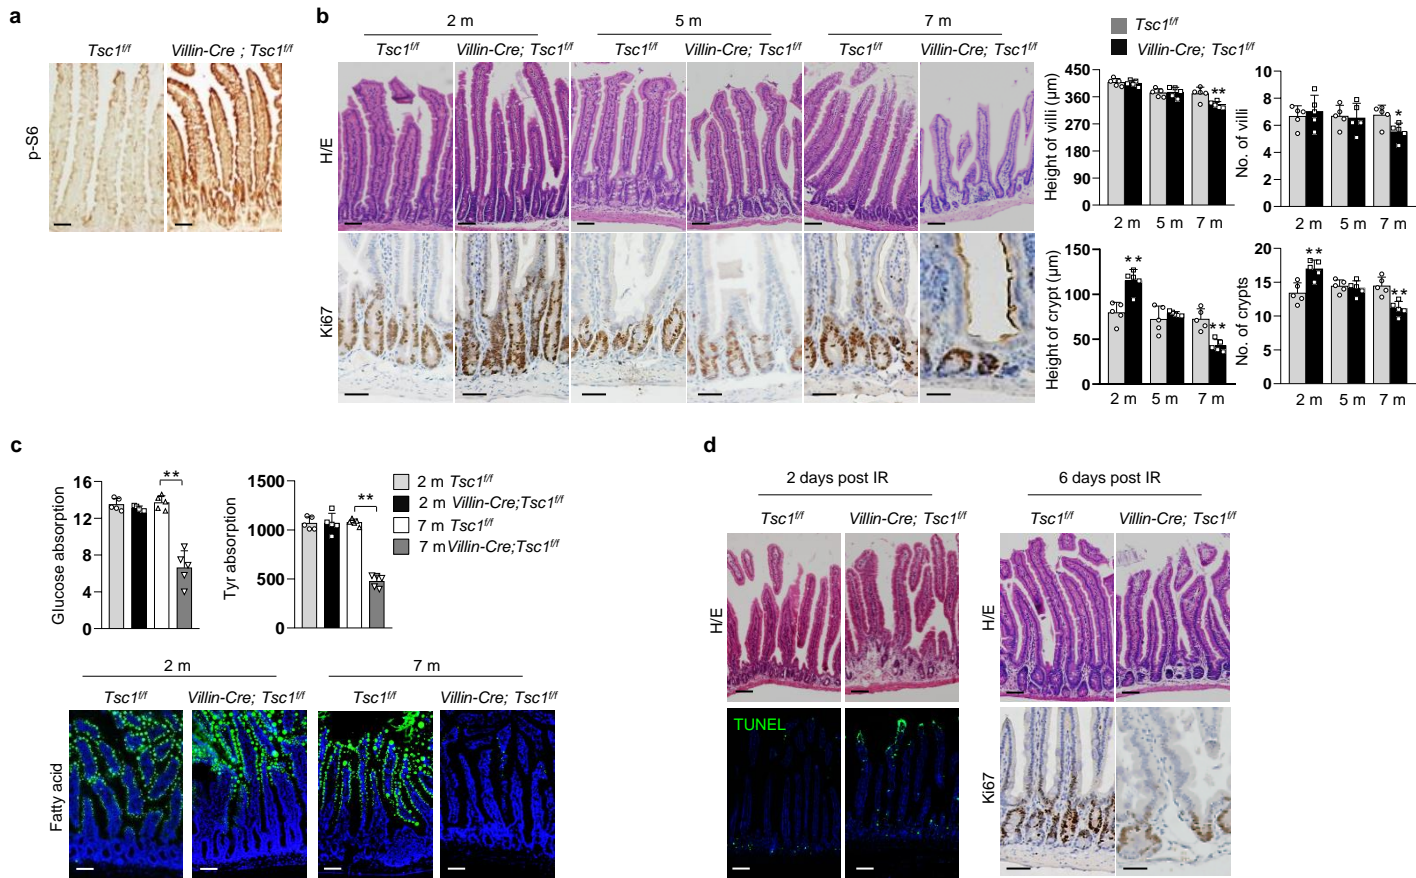 a
Tsc1f/f
Villin-Cre ; Tsc1f/f
p-S6
b
2 m
5 m
7 m
Tsc1f/f
Villin-Cre; Tsc1f/f
Tsc1f/f
Villin-Cre; Tsc1f/f
Tsc1f/f
Villin-Cre; Tsc1f/f
H/E
Ki67
Tsc1f/f
Villin-Cre; Tsc1f/f
Height of villi (µm)
450
360
270
180
90
0
**
2 m 5 m 7 m
No. of villi
10
8
6
4
2
0
*
2 m 5 m 7 m
Height of crypt (µm)
150
100
50
0
**
**
2 m 5 m 7 m
No. of crypts
20
15
10
5
0
**
**
2 m 5 m 7 m
c
Glucose absorption
16
12
8
4
0
**
Tyr absorption
1500
1000
500
0
**
2 m Tsc1f/f
2 m Villin-Cre;Tsc1f/f
7 m Tsc1f/f
7 m Villin-Cre;Tsc1f/f
2 m
7 m
Tsc1f/f
Villin-Cre; Tsc1f/f
Tsc1f/f
Villin-Cre; Tsc1f/f
Fatty acid
d
2 days post IR
6 days post IR
Tsc1f/f
Villin-Cre; Tsc1f/f
Tsc1f/f
Villin-Cre; Tsc1f/f
H/E
H/E
TUNEL
Ki67